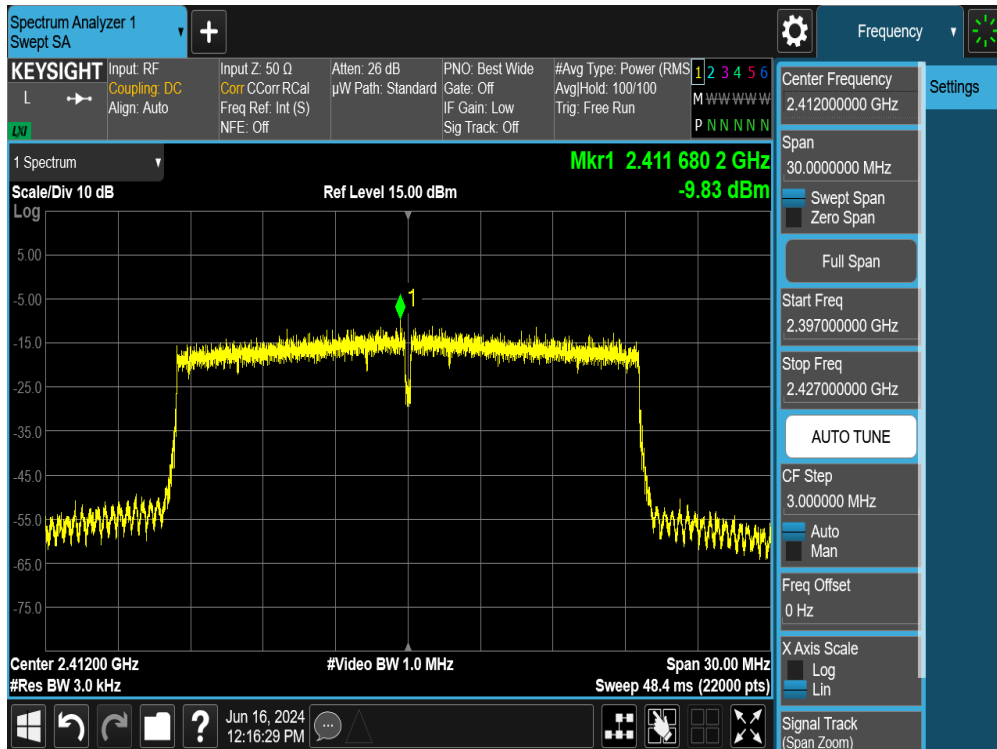 Spectrum Analyzer 1
Swept SA
+
Frequency
KEYSIGHT
L
LXI
Input: RF
Coupling: DC
Align: Auto
Input Z: 50 Ω
Corr CCorr RCal
Freq Ref: Int (S)
NFE: Off
Atten: 26 dB
µW Path: Standard
PNO: Best Wide
Gate: Off
IF Gain: Low
Sig Track: Off
#Avg Type: Power (RMS
Avg|Hold: 100/100
Trig: Free Run
1 2 3 4 5 6
M W W W W W
P N N N N N
1 Spectrum
Scale/Div 10 dB
Log
Ref Level 15.00 dBm
Mkr1 2.411 680 2 GHz
-9.83 dBm
1
5.00
-5.00
-15.0
-25.0
-35.0
-45.0
-55.0
-65.0
-75.0
Center 2.41200 GHz
#Res BW 3.0 kHz
#Video BW 1.0 MHz
Span 30.00 MHz
Sweep 48.4 ms (22000 pts)
Center Frequency
2.412000000 GHz
Span
30.0000000 MHz
Swept Span
Zero Span
Full Span
Start Freq
2.397000000 GHz
Stop Freq
2.427000000 GHz
AUTO TUNE
CF Step
3.000000 MHz
Auto
Man
Freq Offset
0 Hz
X Axis Scale
Log
Lin
Signal Track
(Span Zoom)
Settings
?
Jun 16, 2024
12:16:29 PM